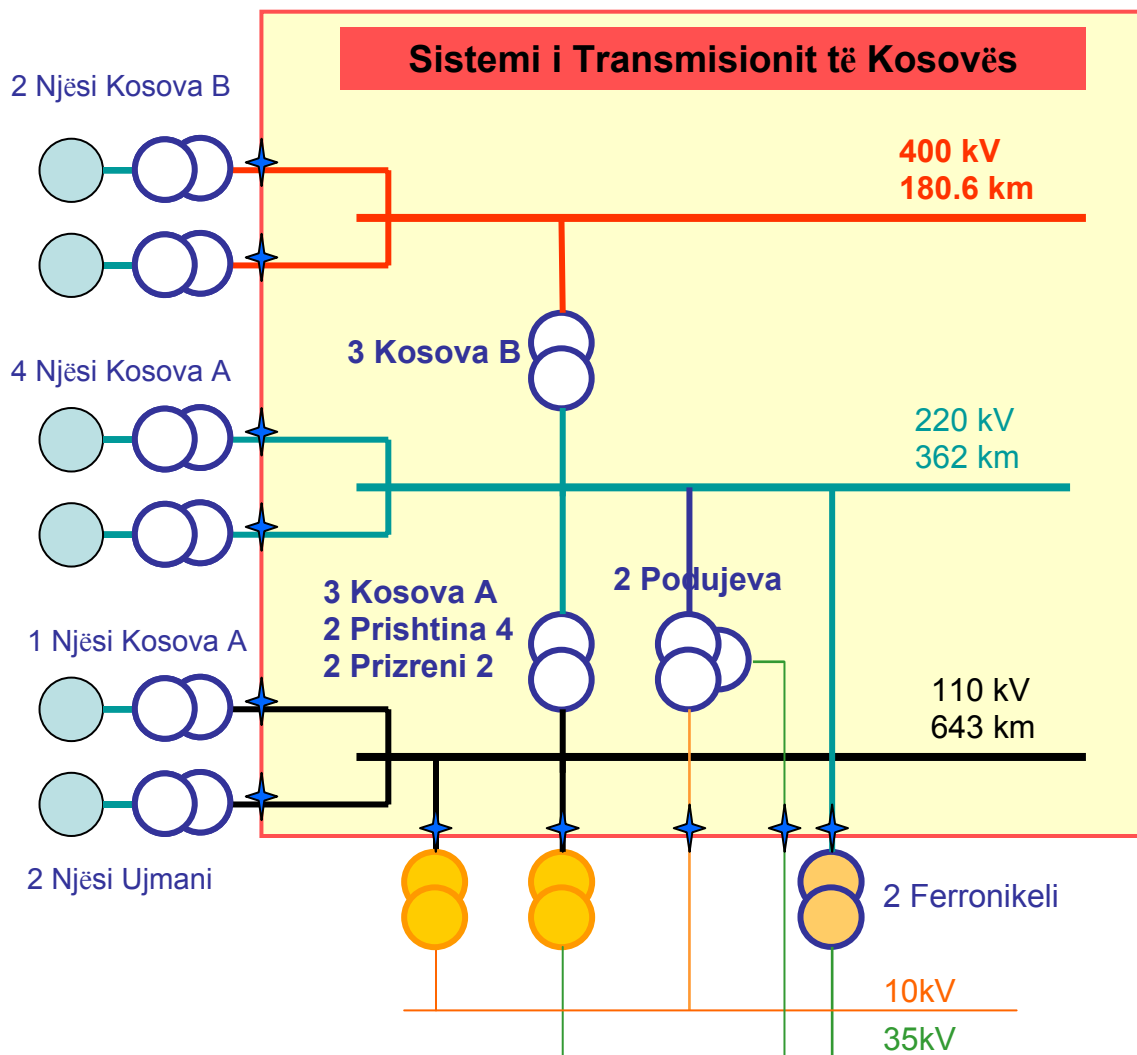 Sistemi i Transmisionit të Kosovës
2 Njësi Kosova B
400 kV
180.6 km
3 Kosova B
4 Njësi Kosova A
220 kV
362 km
3 Kosova A
2 Prishtina 4
2 Prizreni 2
2 Podujeva
1 Njësi Kosova A
110 kV
643 km
2 Njësi Ujmani
2 Ferronikeli
10kV
35kV